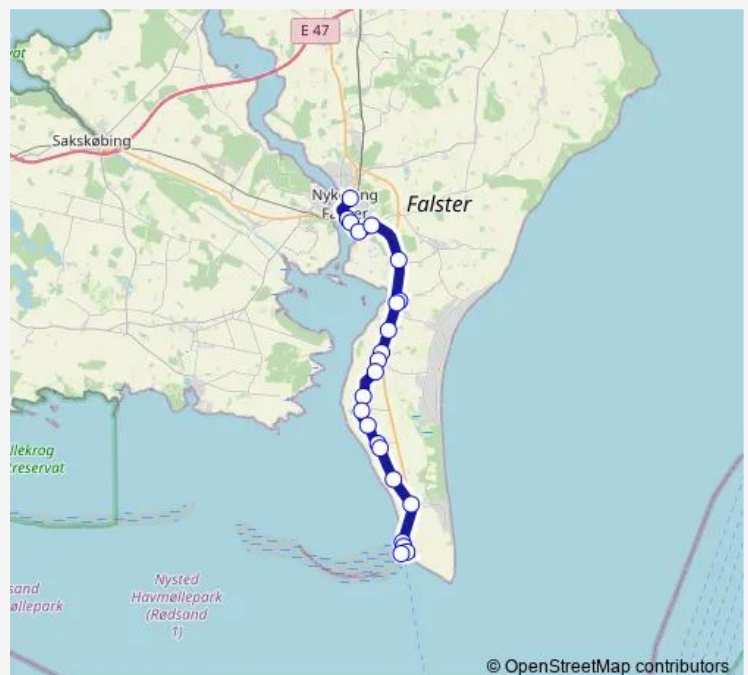 E 47
Sakskøbing
Falster
Nysted
Havmøllepark
(Rødsand
1)
© OpenStreetMap contributors